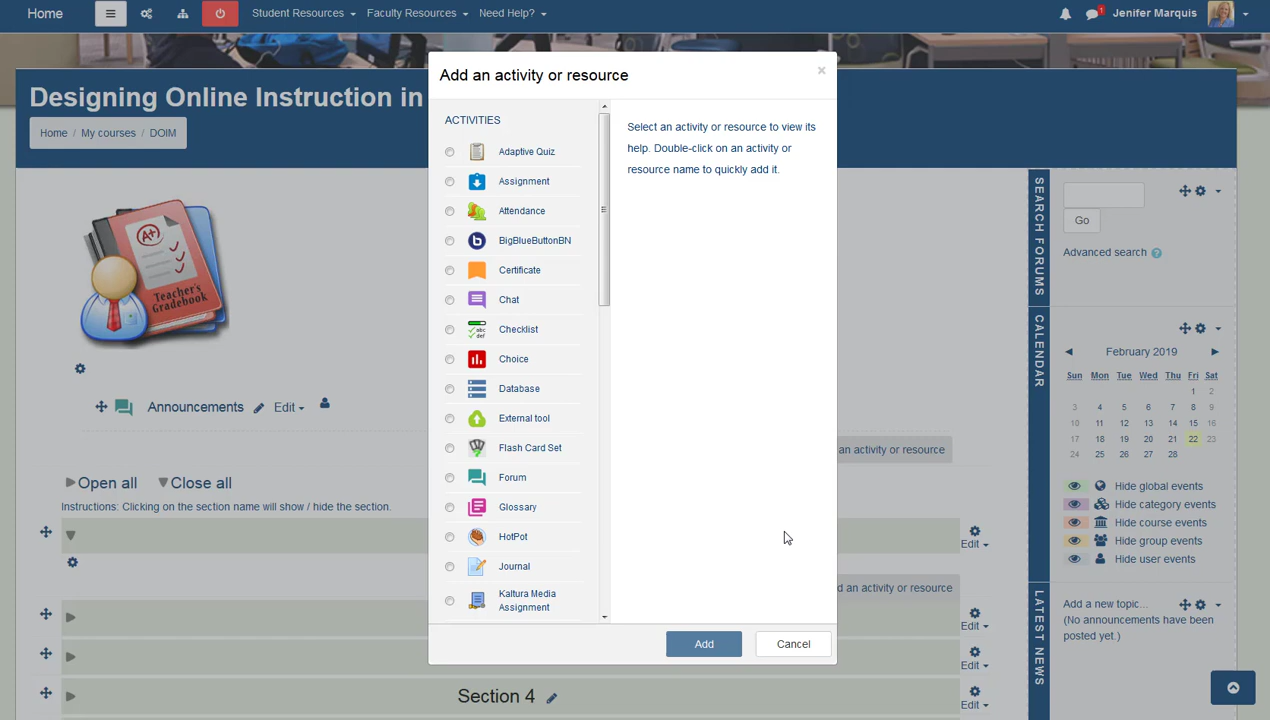 Home
Student Resources
Faculty Resources
Need Help?
1
Jenifer Marquis
Designing Online Instruction in
Home / My courses / DOIM
A+
Teacher's
Gradebook
Announcements
Edit
an activity or resource
Open all
Close all
Instructions: Clicking on the section name will show / hide the section.
Edit
d an activity or resource
Edit
Edit
Section 4
Edit
Add an activity or resource
×
ACTIVITIES
Adaptive Quiz
Assignment
Attendance
BigBlueButtonBN
b
Certificate
Chat
Checklist
abc
def
Choice
Database
External tool
Flash Card Set
Forum
Glossary
HotPot
Journal
Kaltura Media
Assignment
Select an activity or resource to view its
help. Double-click on an activity or
resource name to quickly add it.
Add
Cancel
SEARCH FORUMS
Go
Advanced search ?
CALENDAR
February 2019
Sun Mon Tue Wed Thu Fri Sat
1 2
3 4 5 6 7 8 9
10 11 12 13 14 15 16
17 18 19 20 21 22 23
24 25 26 27 28
Hide global events
Hide category events
Hide course events
Hide group events
Hide user events
LATEST NEWS
Add a new topic...
(No announcements have been
posted yet.)